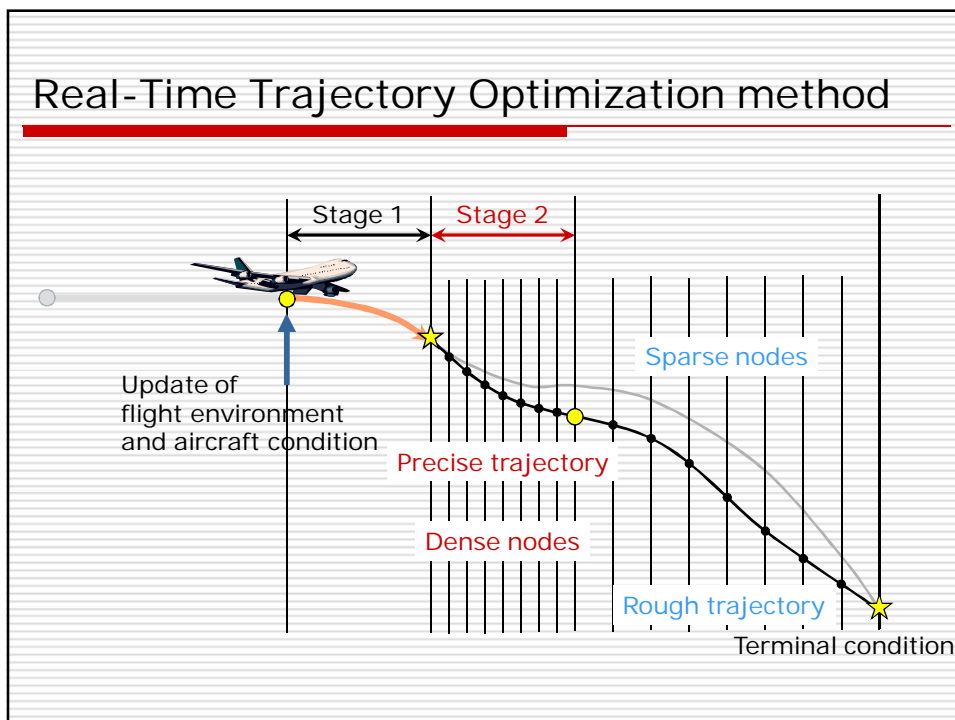 Real-Time Trajectory Optimization method
Stage 1
Stage 2
Sparse nodes
Update of
flight environment
and aircraft condition
Precise trajectory
Dense nodes
Rough trajectory
Terminal condition